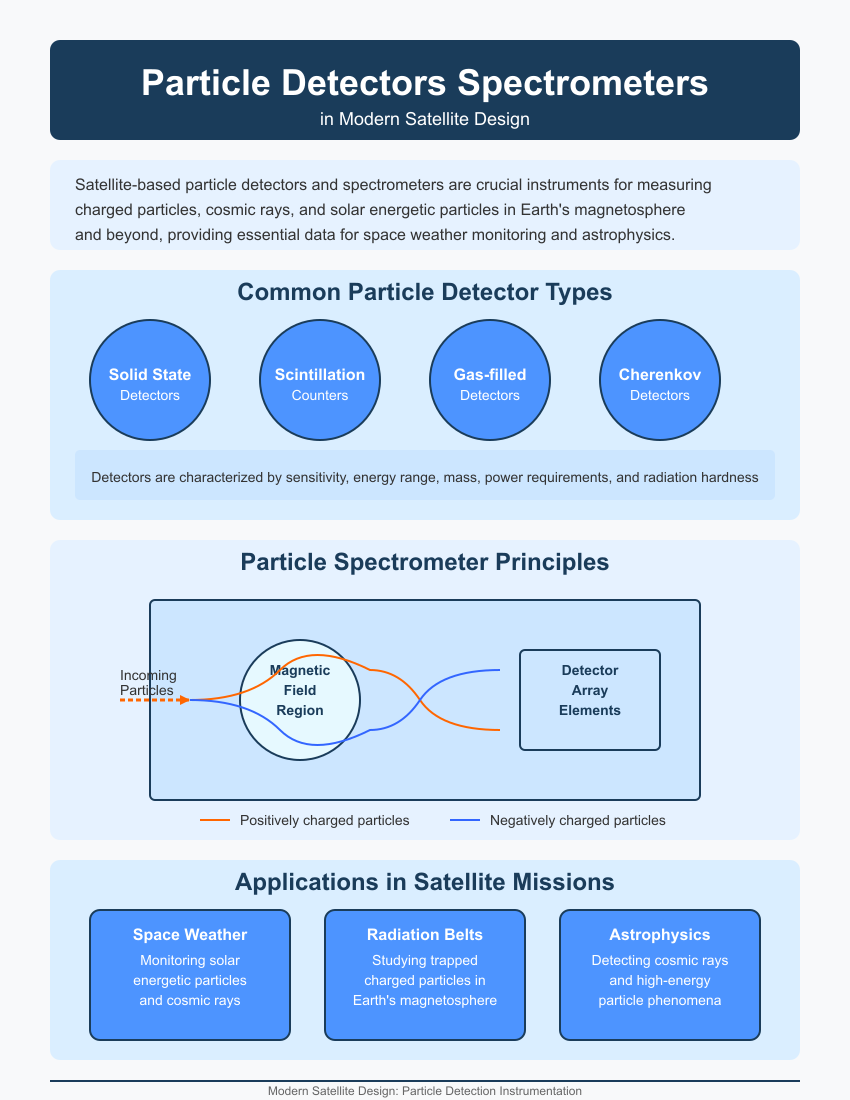 Particle Detectors Spectrometers
in Modern Satellite Design
Satellite-based particle detectors and spectrometers are crucial instruments for measuring
charged particles, cosmic rays, and solar energetic particles in Earth's magnetosphere
and beyond, providing essential data for space weather monitoring and astrophysics.
Common Particle Detector Types
Solid State
Detectors
Scintillation
Counters
Gas-filled
Detectors
Cherenkov
Detectors
Detectors are characterized by sensitivity, energy range, mass, power requirements, and radiation hardness
Particle Spectrometer Principles
Incoming
Particles
Magnetic
Field
Region
Detector
Array
Elements
Positively charged particles
Negatively charged particles
Applications in Satellite Missions
Space Weather
Monitoring solar
energetic particles
and cosmic rays
Radiation Belts
Studying trapped
charged particles in
Earth's magnetosphere
Astrophysics
Detecting cosmic rays
and high-energy
particle phenomena
Modern Satellite Design: Particle Detection Instrumentation